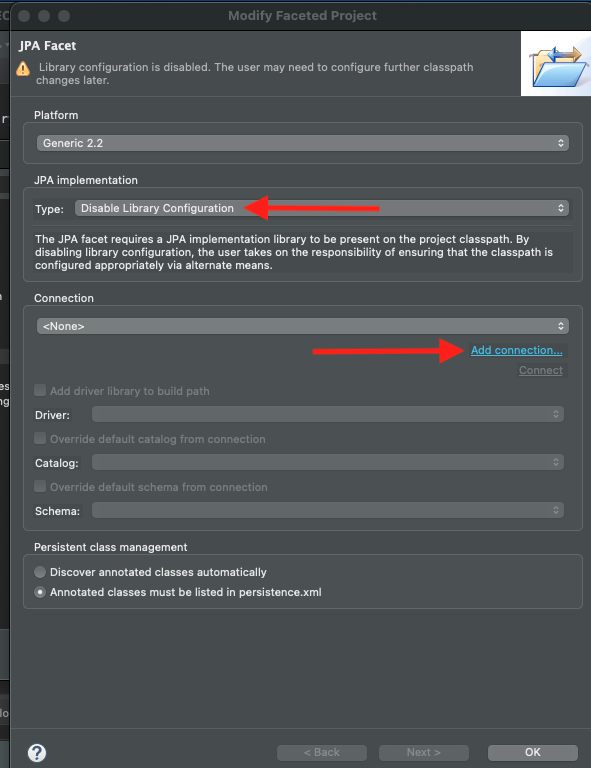 Modify Faceted Project
JPA Facet
Library configuration is disabled. The user may need to configure further classpath
changes later.
Platform
Generic 2.2
JPA implementation
Type: Disable Library Configuration
The JPA facet requires a JPA implementation library to be present on the project classpath. By
disabling library configuration, the user takes on the responsibility of ensuring that the classpath is
configured appropriately via alternate means.
Connection
<None>
Add connection...
Connect
Add driver library to build path
Driver:
Override default catalog from connection
Catalog:
Override default schema from connection
Schema:
Persistent class management
Discover annotated classes automatically
Annotated classes must be listed in persistence.xml
? < Back Next > OK